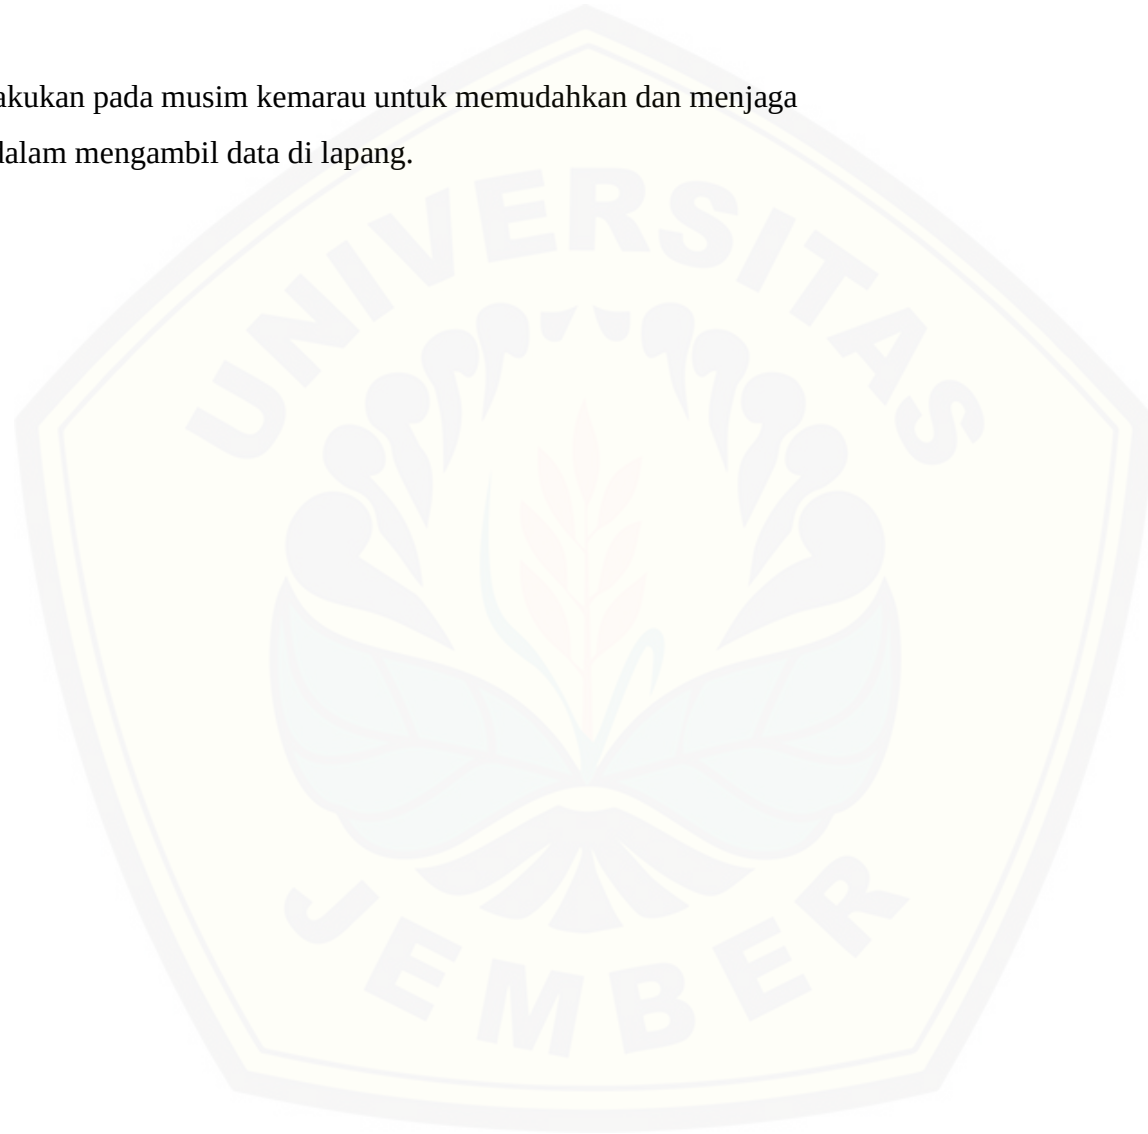 akukan pada musim kemarau untuk memudahkan dan menjaga
dalam mengambil data di lapang.
UNIVERSITAS
JEMBER